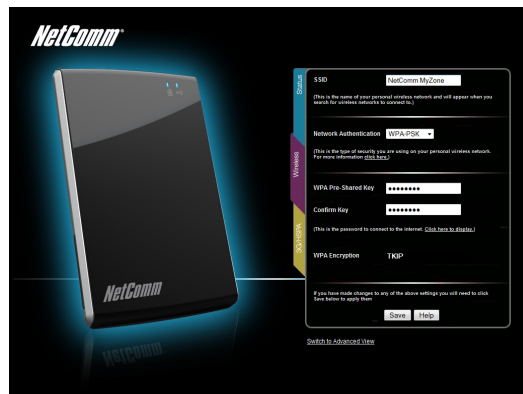 NetComm®
NetComm
Status
Wireless
3G/HSPA
SSID
NetComm MyZone
(This is the name of your personal wireless network and will appear when you
search for wireless networks to connect to.)
Network Authentication
WPA-PSK
(This is the type of security you are using on your personal wireless network.
For more information click here.)
WPA Pre-Shared Key
••••••••
Confirm Key
••••••••
(This is the password to connect to the internet. Click here to display.)
WPA Encryption
TKIP
If you have made changes to any of the above settings you will need to click
Save below to apply them
Save
Help
Switch to Advanced View